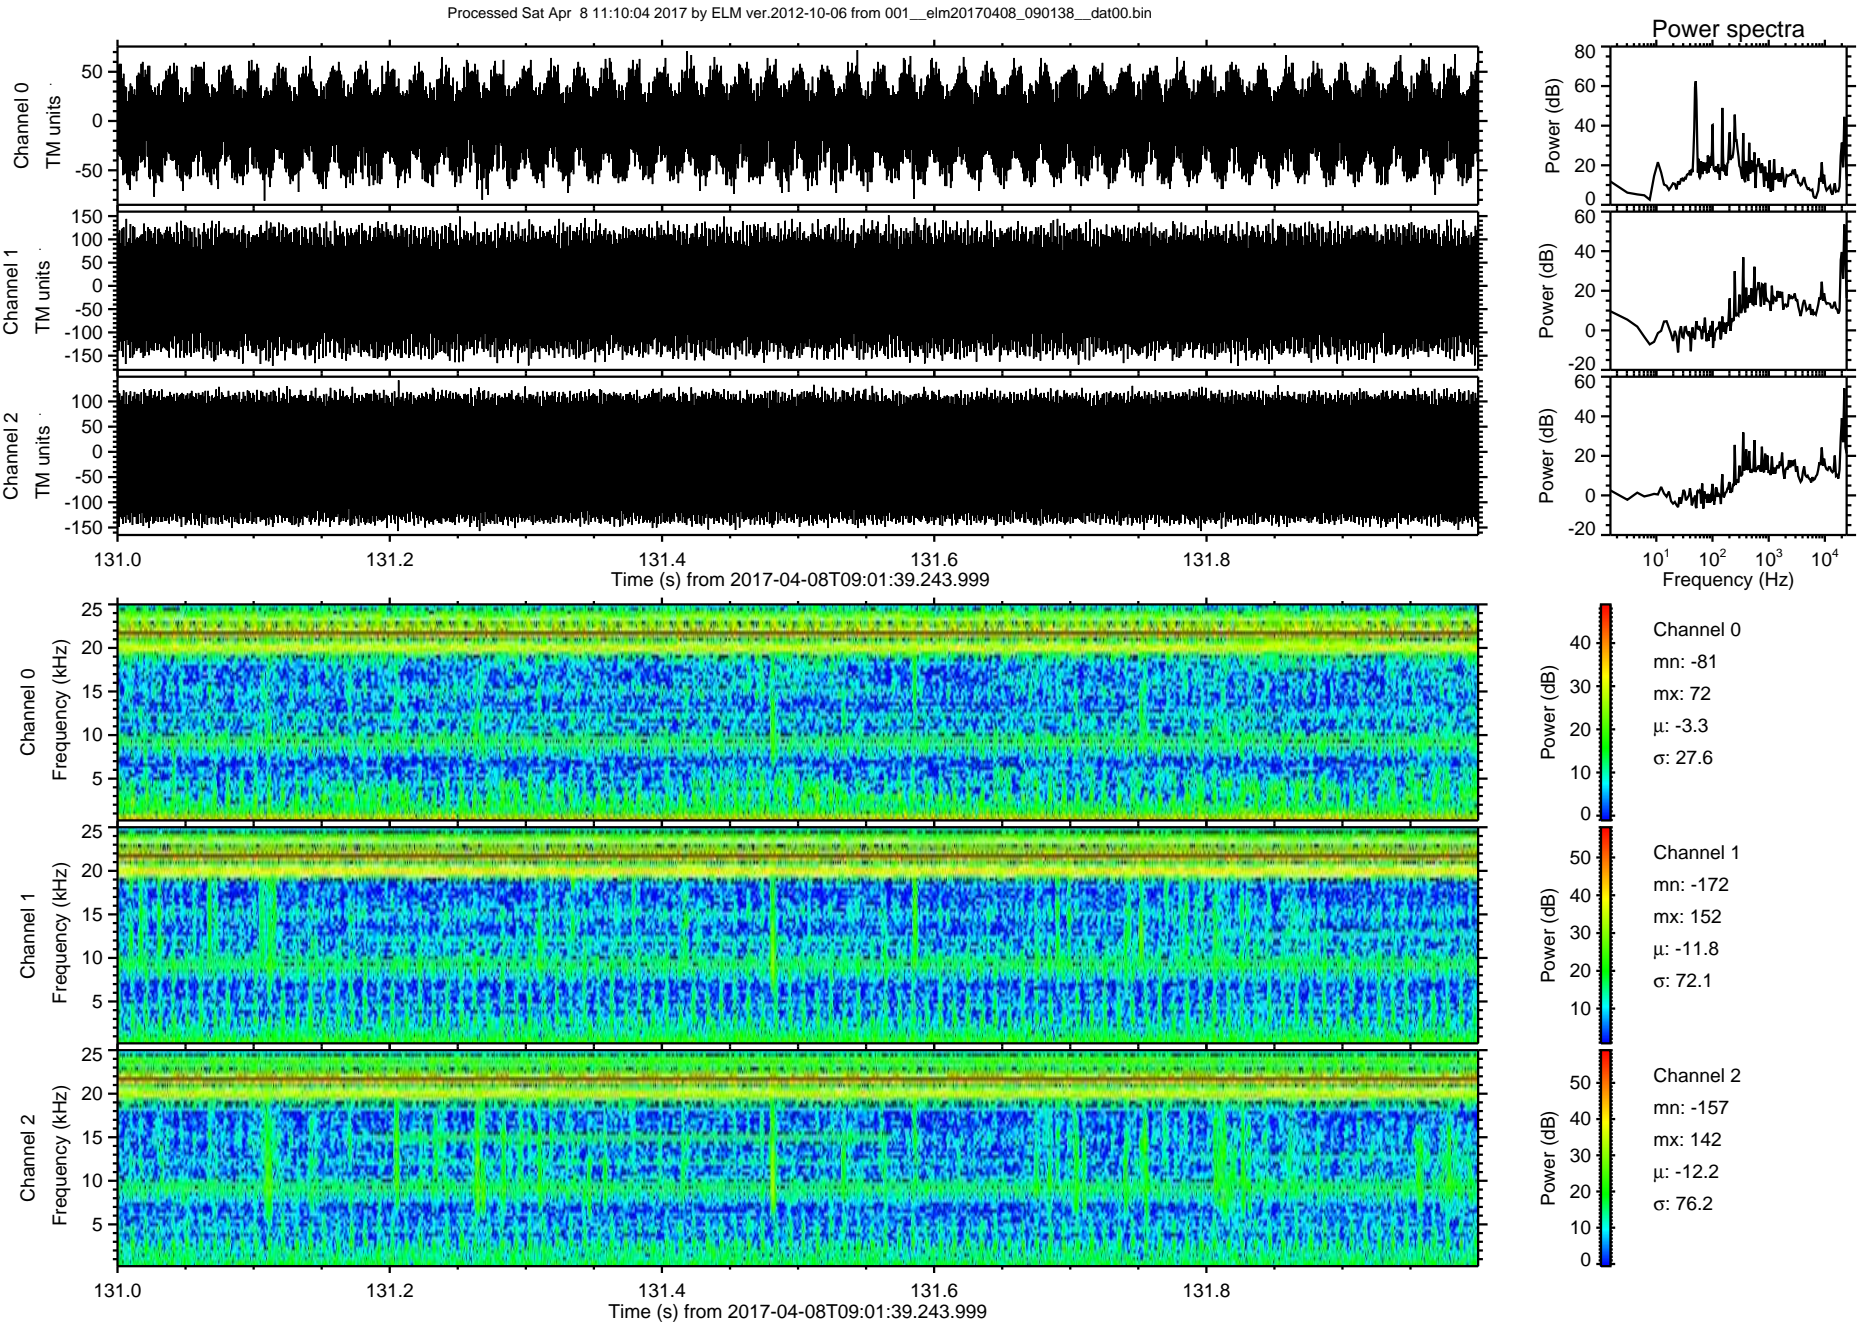 Processed Sat Apr  8 11:10:04 2017 by ELM ver.2012-10-06 from 001__elm20170408_090138__dat00.bin
Power spectra
Channel 0
TM units
50
0
-50
Power (dB)
80
60
40
20
0
Channel 1
TM units
150
100
50
0
-50
-100
-150
Power (dB)
60
40
20
0
-20
Channel 2
TM units
100
50
0
-50
-100
-150
Power (dB)
60
40
20
0
-20
131.0 131.2 131.4 131.6 131.8
Time (s) from 2017-04-08T09:01:39.243.999
10¹ 10² 10³ 10⁴
Frequency (Hz)
Channel 0
Frequency (kHz)
25
20
15
10
5
Power (dB)
40
30
20
10
0
Channel 0
mn: -81
mx: 72
μ: -3.3
σ: 27.6
Channel 1
Frequency (kHz)
25
20
15
10
5
Power (dB)
50
40
30
20
10
Channel 1
mn: -172
mx: 152
μ: -11.8
σ: 72.1
Channel 2
Frequency (kHz)
25
20
15
10
5
Power (dB)
50
40
30
20
10
0
Channel 2
mn: -157
mx: 142
μ: -12.2
σ: 76.2
131.0 131.2 131.4 131.6 131.8
Time (s) from 2017-04-08T09:01:39.243.999